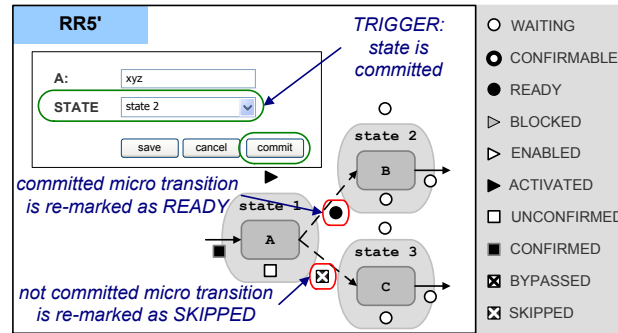 RR5'
TRIGGER:
state is
committed
A:
xyz
STATE
state 2
save
cancel
commit
committed micro transition
is re-marked as READY
state 1
A
state 2
B
state 3
C
not committed micro transition
is re-marked as SKIPPED
WAITING
CONFIRMABLE
READY
BLOCKED
ENABLED
ACTIVATED
UNCONFIRMED
CONFIRMED
BYPASSED
SKIPPED